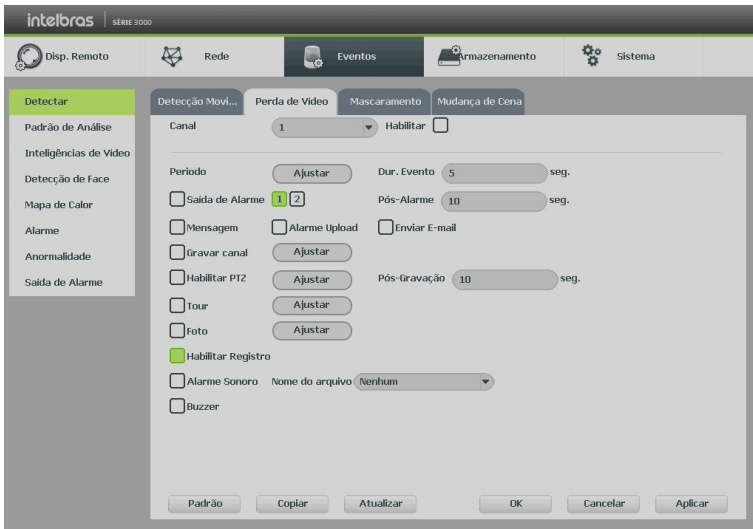 intelbras SÉRIE 3000
Disp. Remoto Rede Eventos Armazenamento Sistema
Detectar
Padrão de Análise
Inteligências de Vídeo
Detecção de Face
Mapa de Calor
Alarme
Anormalidade
Saída de Alarme
Detecção Movi... Perda de Vídeo Mascaramento Mudança de Cena
Canal 1 Habilitar
Periodo Ajustar Dur. Evento 5 seg.
Saída de Alarme 1 2 Pós-Alarme 10 seg.
Mensagem Alarme Upload Enviar E-mail
Gravar canal Ajustar
Habilitar PTZ Ajustar Pós-Gravação 10 seg.
Tour Ajustar
Foto Ajustar
Habilitar Registro
Alarme Sonoro Nome do arquivo Nenhum
Buzzer
Padrão Copiar Atualizar OK Cancelar Aplicar